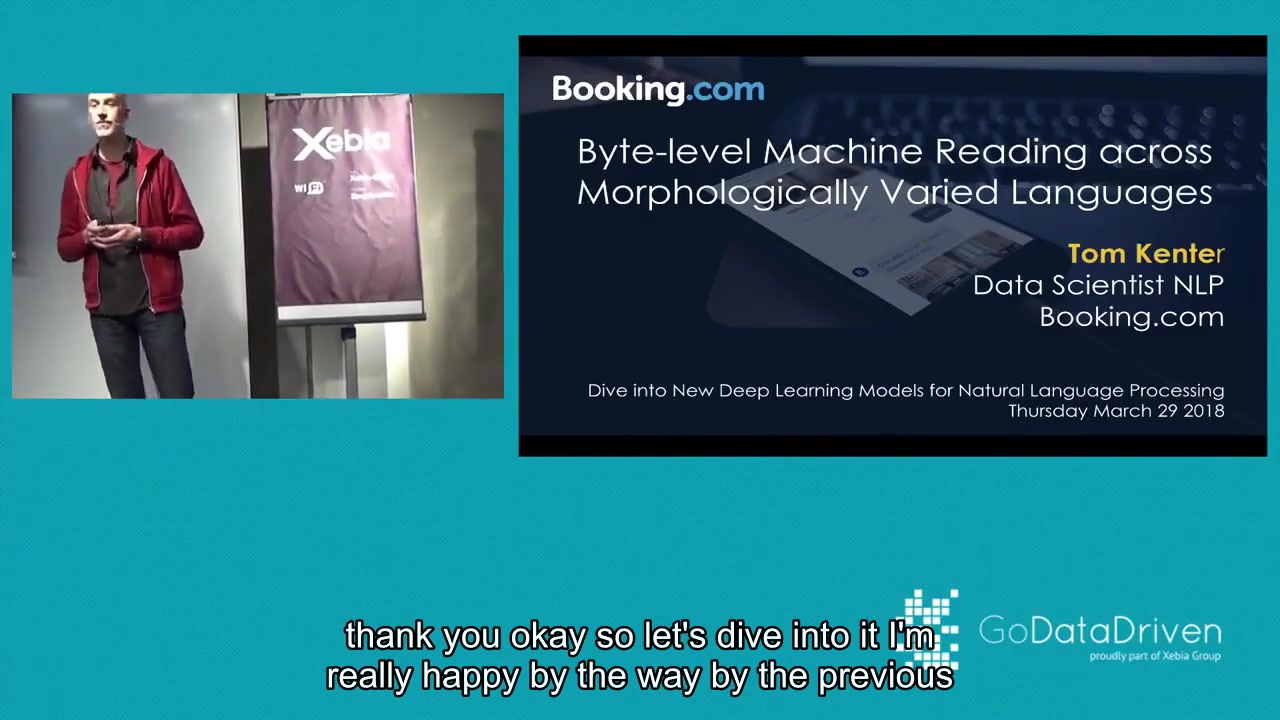 Xebia
WiFi
Booking.com
Byte-level Machine Reading across
Morphologically Varied Languages
Tom Kenter
Data Scientist NLP
Booking.com
Dive into New Deep Learning Models for Natural Language Processing
Thursday March 29 2018
GoDataDriven
proudly part of Xebia Group
thank you okay so let's dive into it I'm
really happy by the way by the previous